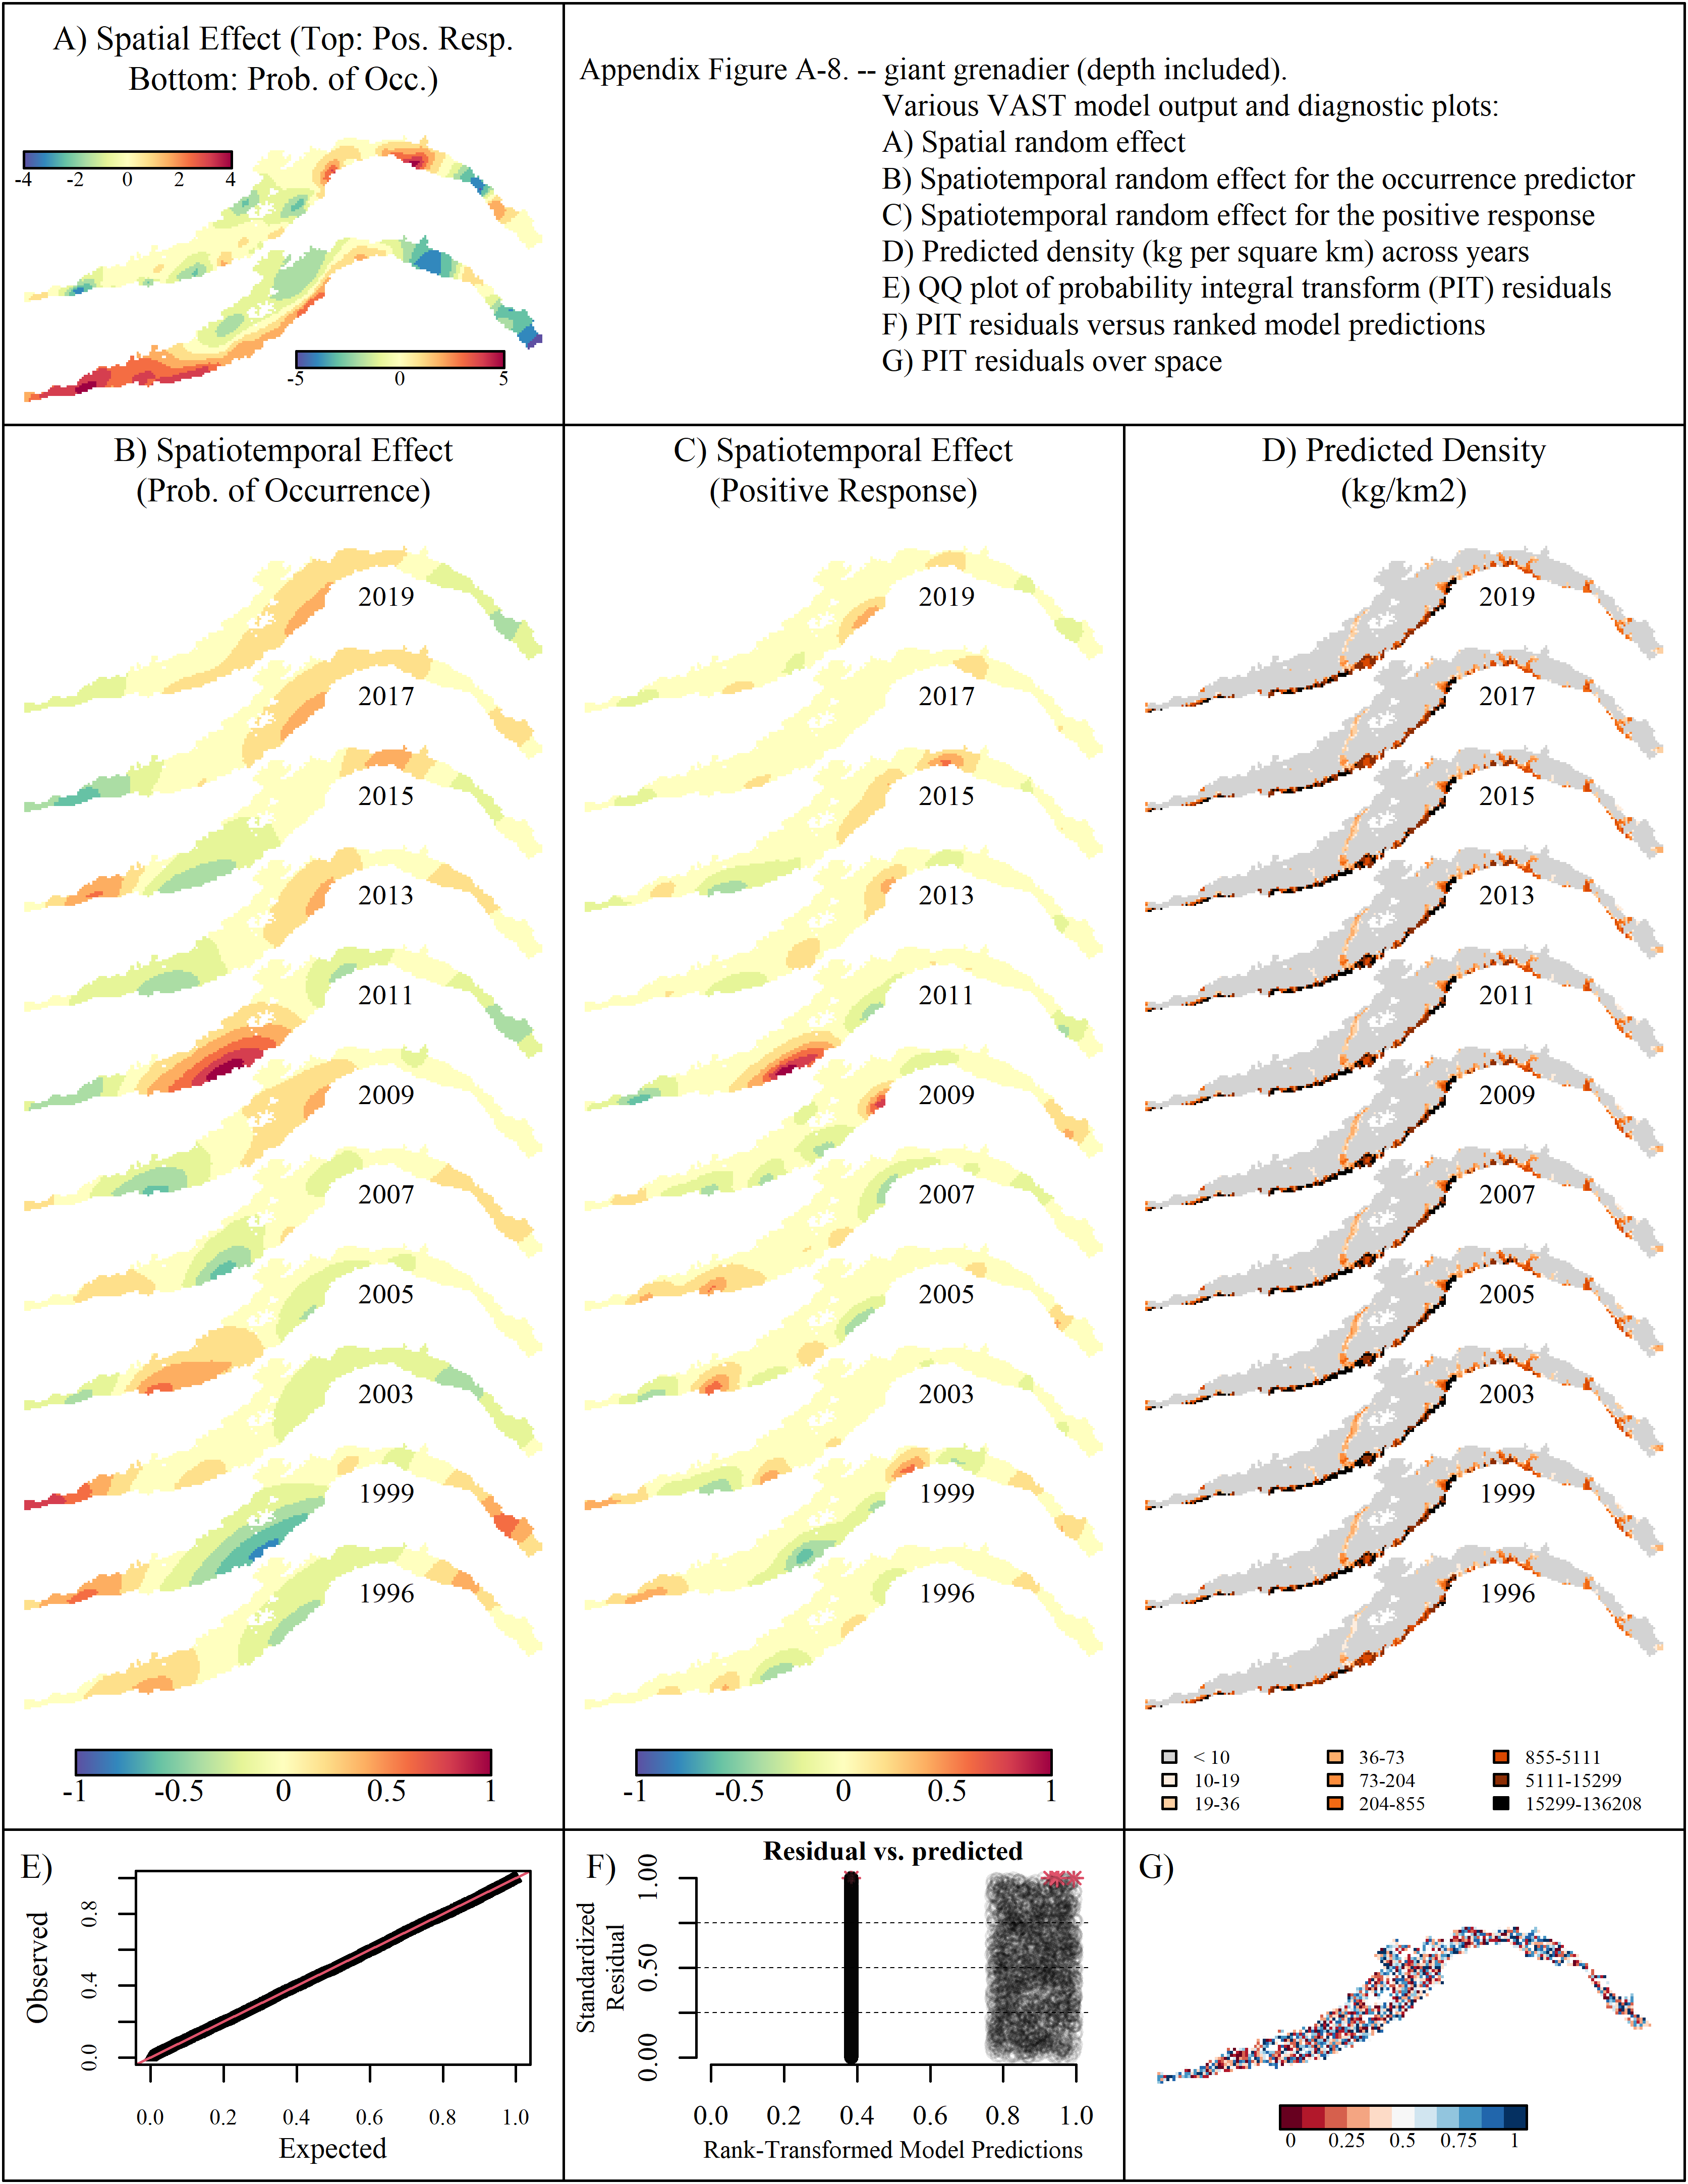 A) Spatial Effect (Top: Pos. Resp.
Bottom: Prob. of Occ.)
-4 -2 0 2 4
-5 0 5
Appendix Figure A-8. -- giant grenadier (depth included).
Various VAST model output and diagnostic plots:
A) Spatial random effect
B) Spatiotemporal random effect for the occurrence predictor
C) Spatiotemporal random effect for the positive response
D) Predicted density (kg per square km) across years
E) QQ plot of probability integral transform (PIT) residuals
F) PIT residuals versus ranked model predictions
G) PIT residuals over space
B) Spatiotemporal Effect
(Prob. of Occurrence)
2019
2017
2015
2013
2011
2009
2007
2005
2003
1999
1996
-1 -0.5 0 0.5 1
C) Spatiotemporal Effect
(Positive Response)
2019
2017
2015
2013
2011
2009
2007
2005
2003
1999
1996
-1 -0.5 0 0.5 1
D) Predicted Density
(kg/km2)
2019
2017
2015
2013
2011
2009
2007
2005
2003
1999
1996
< 10 36-73 855-5111
10-19 73-204 5111-15299
19-36 204-855 15299-136208
E)
Observed
0.0 0.4 0.8
0.0 0.2 0.4 0.6 0.8 1.0
Expected
F)
Residual vs. predicted
Standardized
Residual
0.00 0.50 1.00
0.0 0.2 0.4 0.6 0.8 1.0
Rank-Transformed Model Predictions
G)
0 0.25 0.5 0.75 1